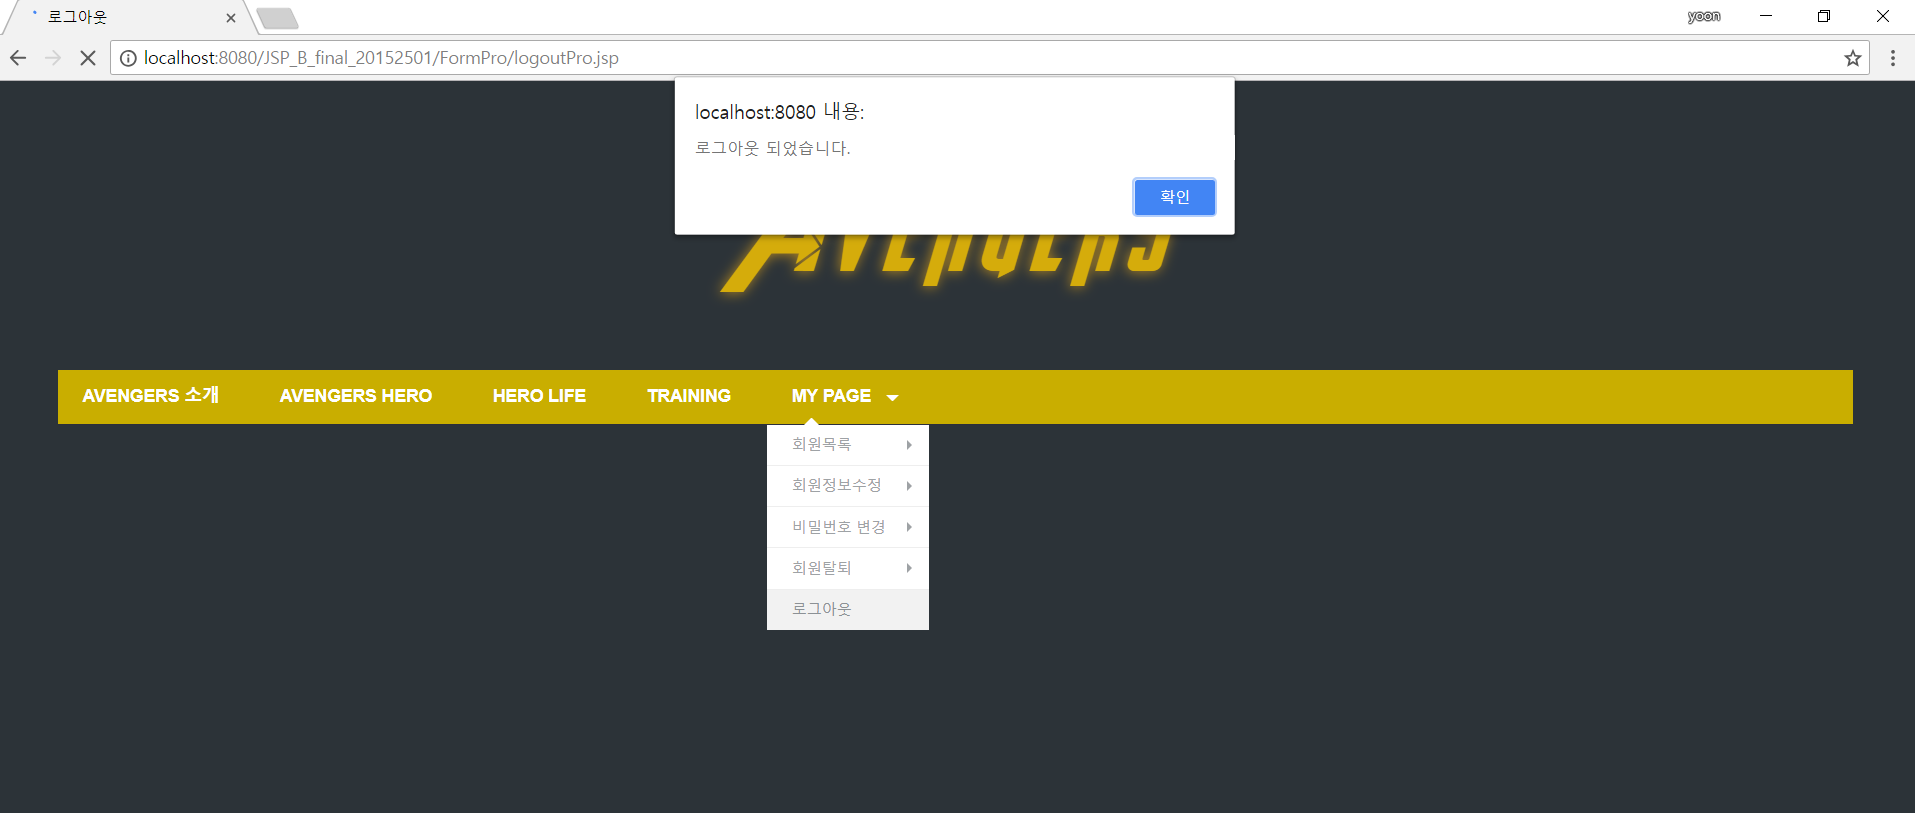 로그아웃
yoon
localhost:8080/JSP_B_final_20152501/FormPro/logoutPro.jsp
localhost:8080 내용:
로그아웃 되었습니다.
확인
AVENGERS
AVENGERS 소개 AVENGERS HERO HERO LIFE TRAINING MY PAGE
회원목록
회원정보수정
비밀번호 변경
회원탈퇴
로그아웃